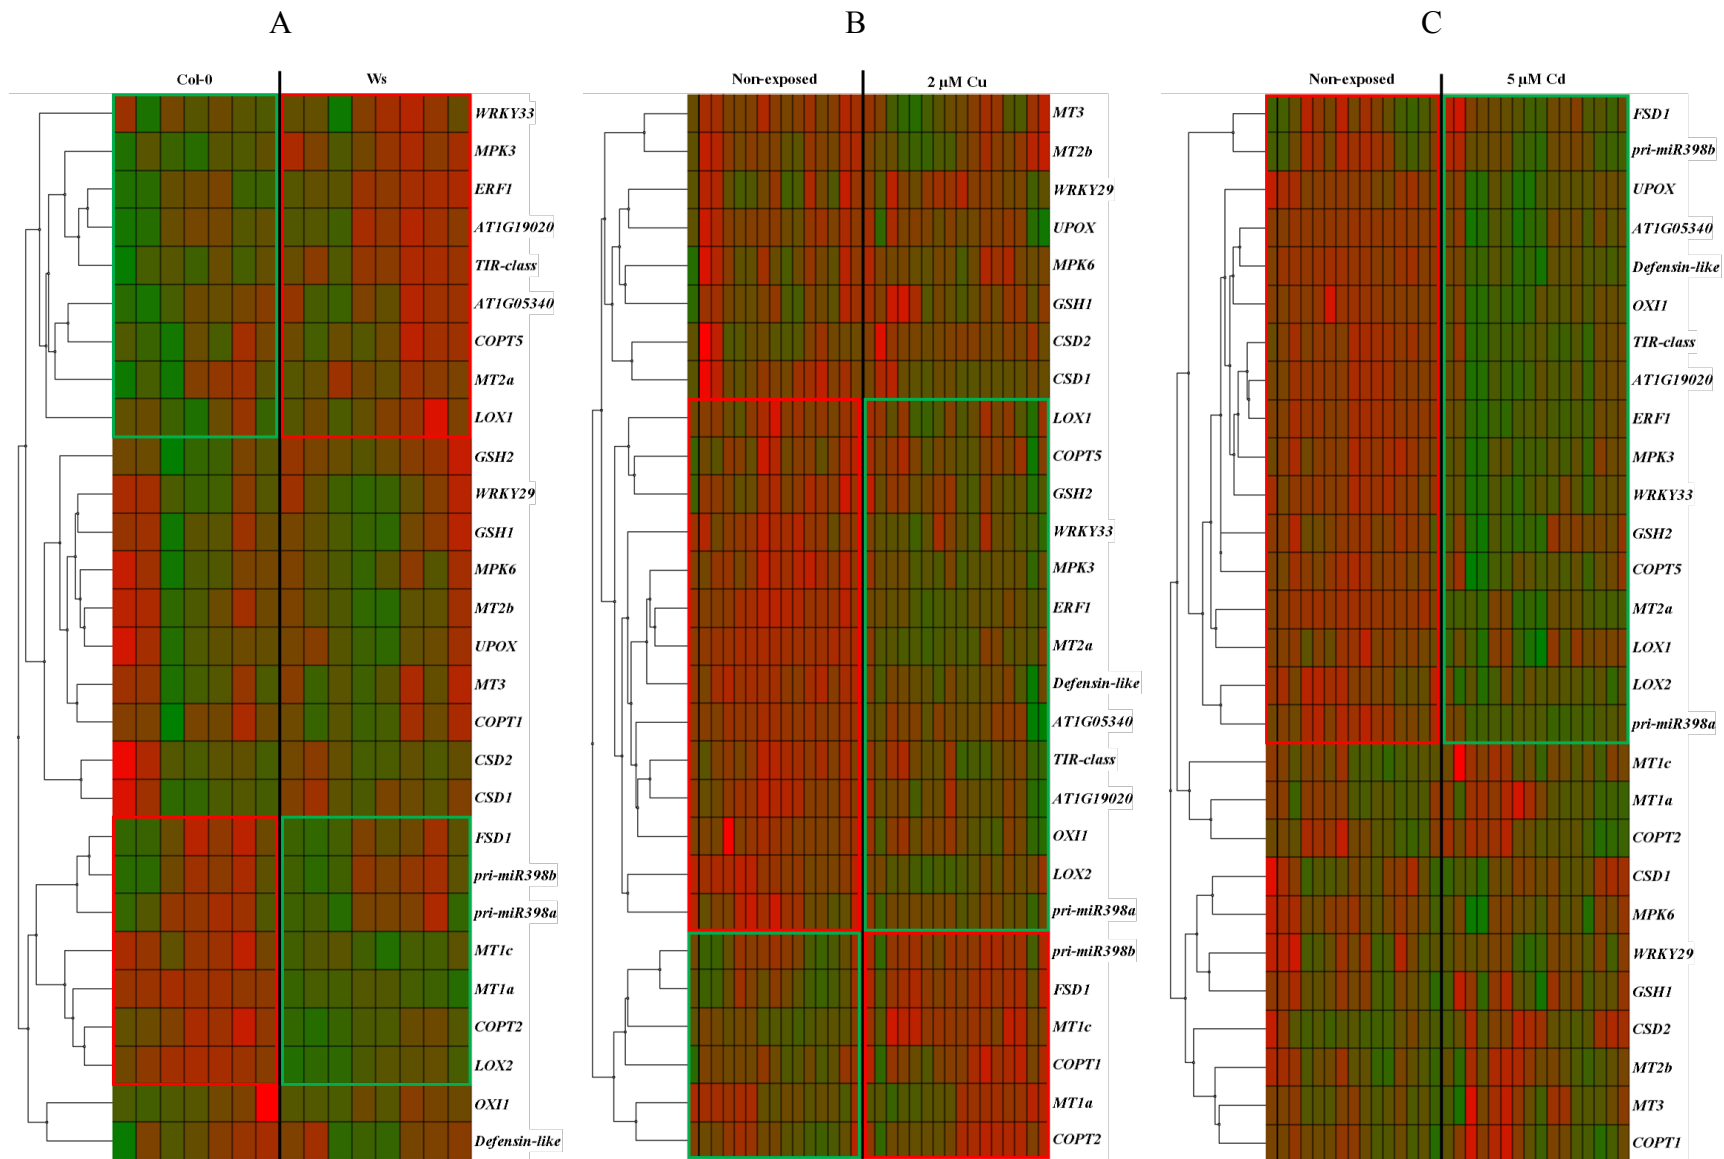 A
B
C
Col-0
Ws
Non-exposed
2 µM Cu
Non-exposed
5 µM Cd
WRKY33
MPK3
ERF1
AT1G19020
TIR-class
AT1G05340
COPT5
MT2a
LOX1
GSH2
WRKY29
GSH1
MPK6
MT2b
UPOX
MT3
COPT1
CSD2
CSD1
FSD1
pri-miR398b
pri-miR398a
MT1c
MT1a
COPT2
LOX2
OXI1
Defensin-like
MT3
MT2b
WRKY29
UPOX
MPK6
GSH1
CSD2
CSD1
LOX1
COPT5
GSH2
WRKY33
MPK3
ERF1
MT2a
Defensin-like
AT1G05340
TIR-class
AT1G19020
OXI1
LOX2
pri-miR398a
pri-miR398b
FSD1
MT1c
COPT1
MT1a
COPT2
FSD1
pri-miR398b
UPOX
AT1G05340
Defensin-like
OXI1
TIR-class
AT1G19020
ERF1
MPK3
WRKY33
GSH2
COPT5
MT2a
LOX1
LOX2
pri-miR398a
MT1c
MT1a
COPT2
CSD1
MPK6
WRKY29
GSH1
CSD2
MT2b
MT3
COPT1